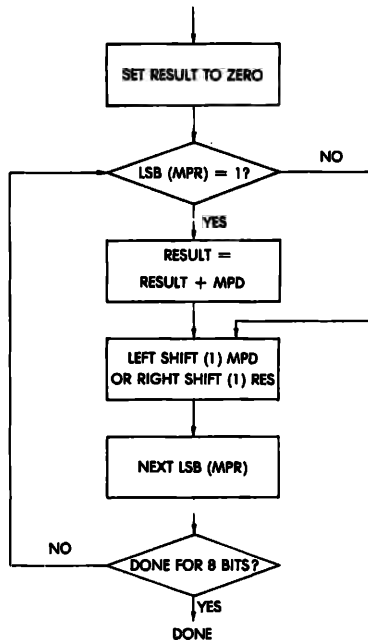 SET RESULT TO ZERO
LSB (MPR) = 1?
NO
YES
RESULT =
RESULT + MPD
LEFT SHIFT (1) MPD
OR RIGHT SHIFT (1) RES
NEXT LSB (MPR)
NO
DONE FOR 8 BITS?
YES
DONE